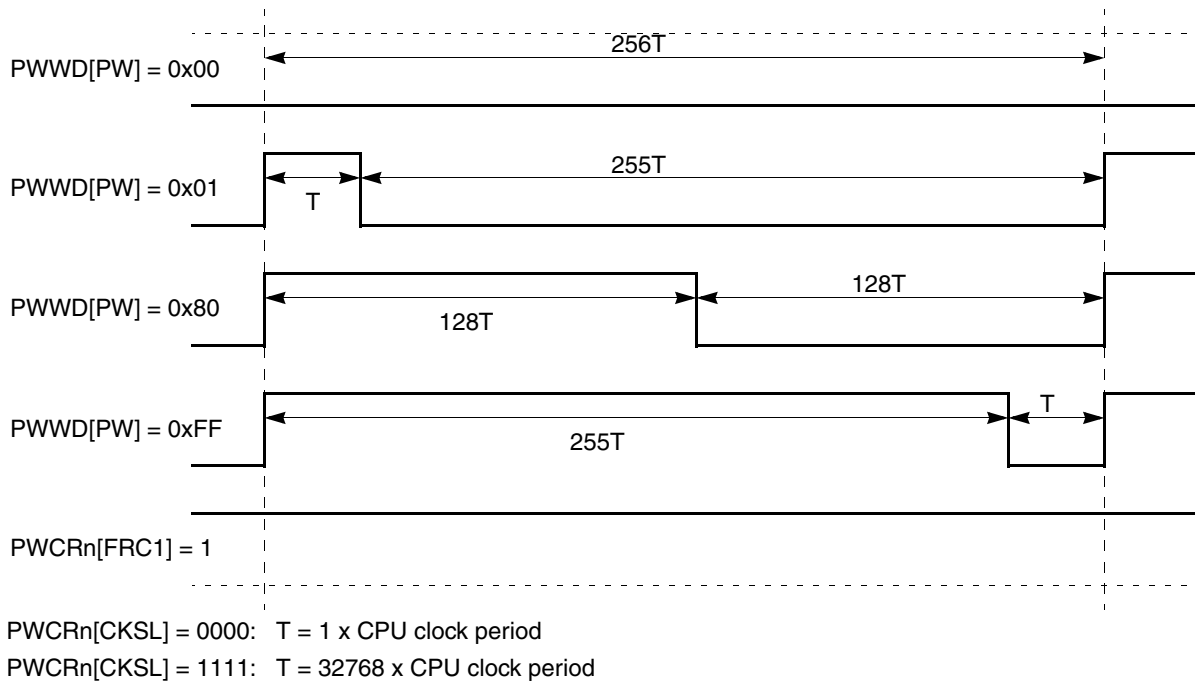 256T
PWWD[PW] = 0x00
255T
PWWD[PW] = 0x01
T
128T
PWWD[PW] = 0x80
128T
T
PWWD[PW] = 0xFF
255T
PWCRn[FRC1] = 1
PWCRn[CKSL] = 0000: T = 1 x CPU clock period
PWCRn[CKSL] = 1111: T = 32768 x CPU clock period